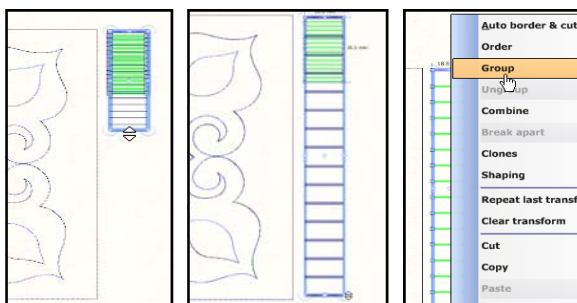 Auto border & cut
Order
Group
Ungroup
Combine
Break apart
Clones
Shaping
Repeat last transf
Clear transform
Cut
Copy
Paste